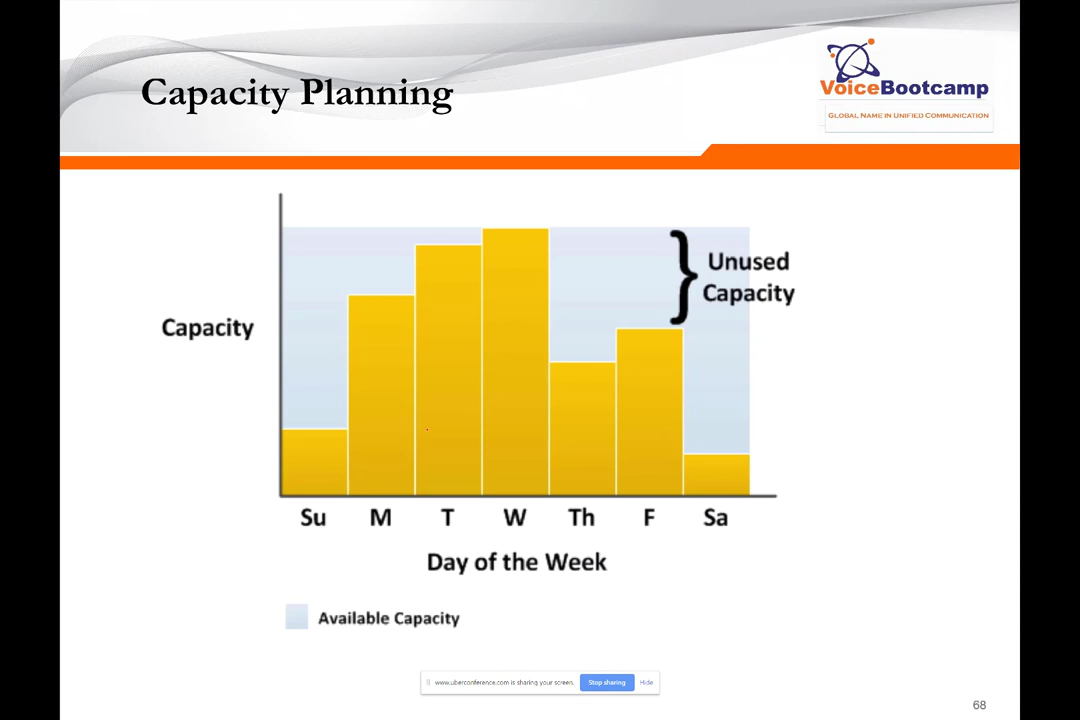 Capacity Planning
VoiceBootcamp
GLOBAL NAME IN UNIFIED COMMUNICATION
Unused
Capacity
Capacity
Su M T W Th F Sa
Day of the Week
Available Capacity
www.uberconference.com is sharing your screen. Stop sharing Hide
68